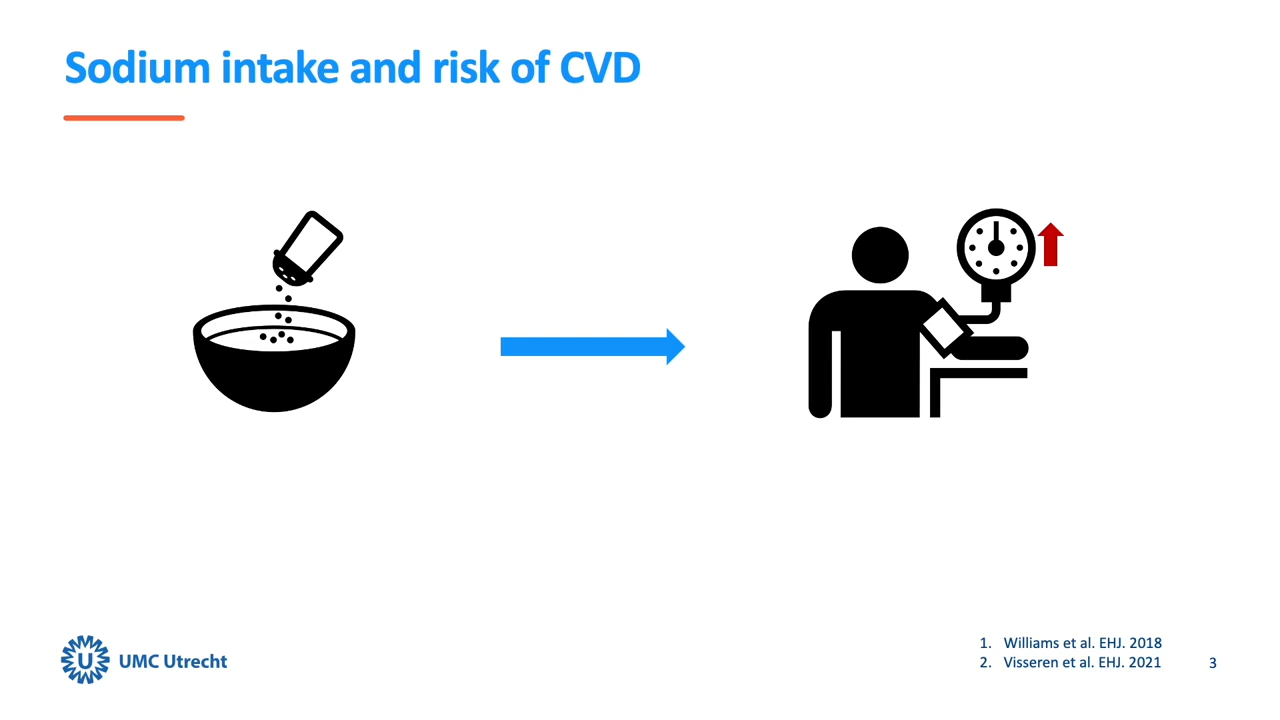 Sodium intake and risk of CVD
UMC Utrecht
1. Williams et al. EHJ. 2018
2. Visseren et al. EHJ. 2021
3